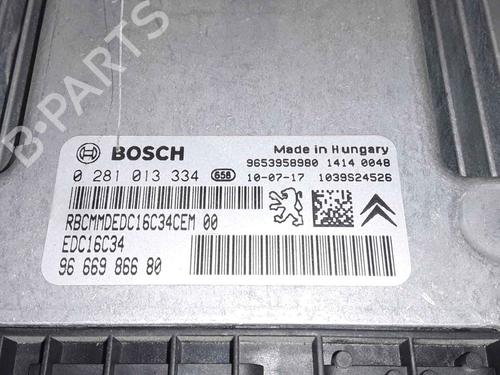 B-PARTS
BOSCH
Made in Hungary
9653958980 1414 0048
0 281 013 334 658 10-07-17 1039S24526
RBCMMDEDC16C34CEM 00
EDC16C34
96 669 866 80